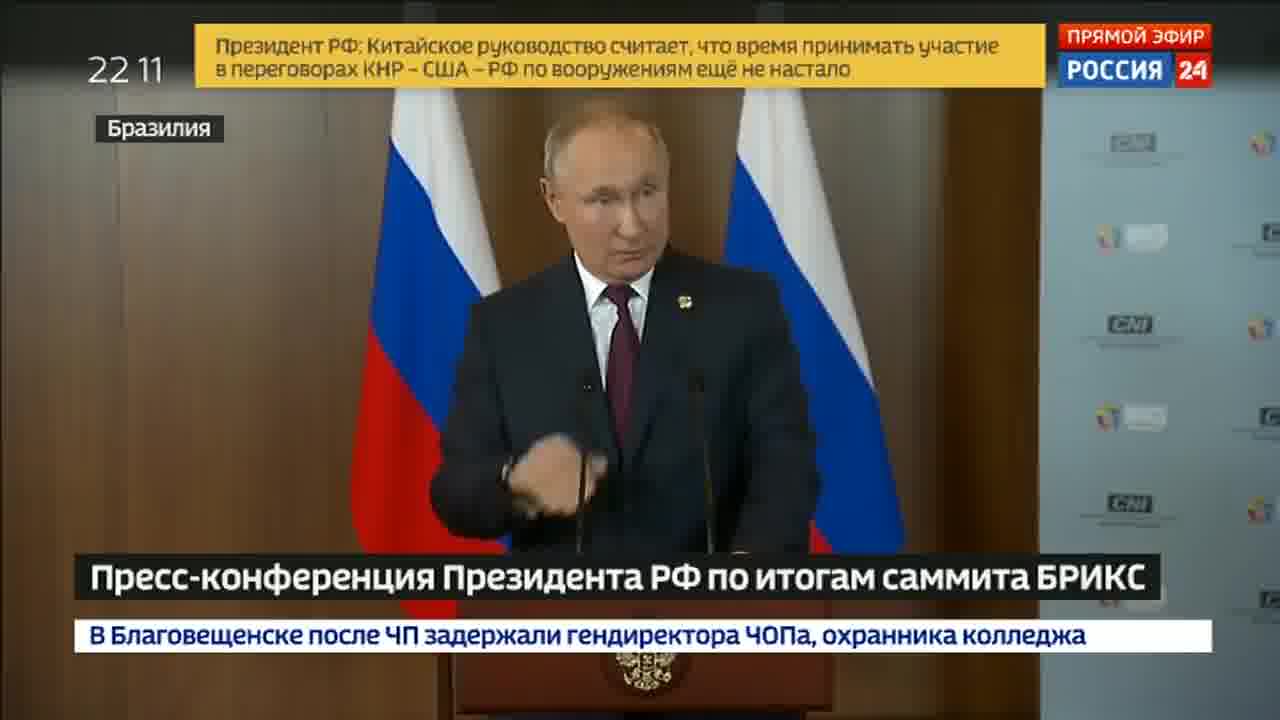 22 11
Президент РФ: Китайское руководство считает, что время принимать участие
в переговорах КНР – США – РФ по вооружениям ещё не настало
ПРЯМОЙ ЭФИР
РОССИЯ 24
Бразилия
CNI
CNI
CNI
Пресс-конференция Президента РФ по итогам саммита БРИКС
В Благовещенске после ЧП задержали гендиректора ЧОПа, охранника колледжа